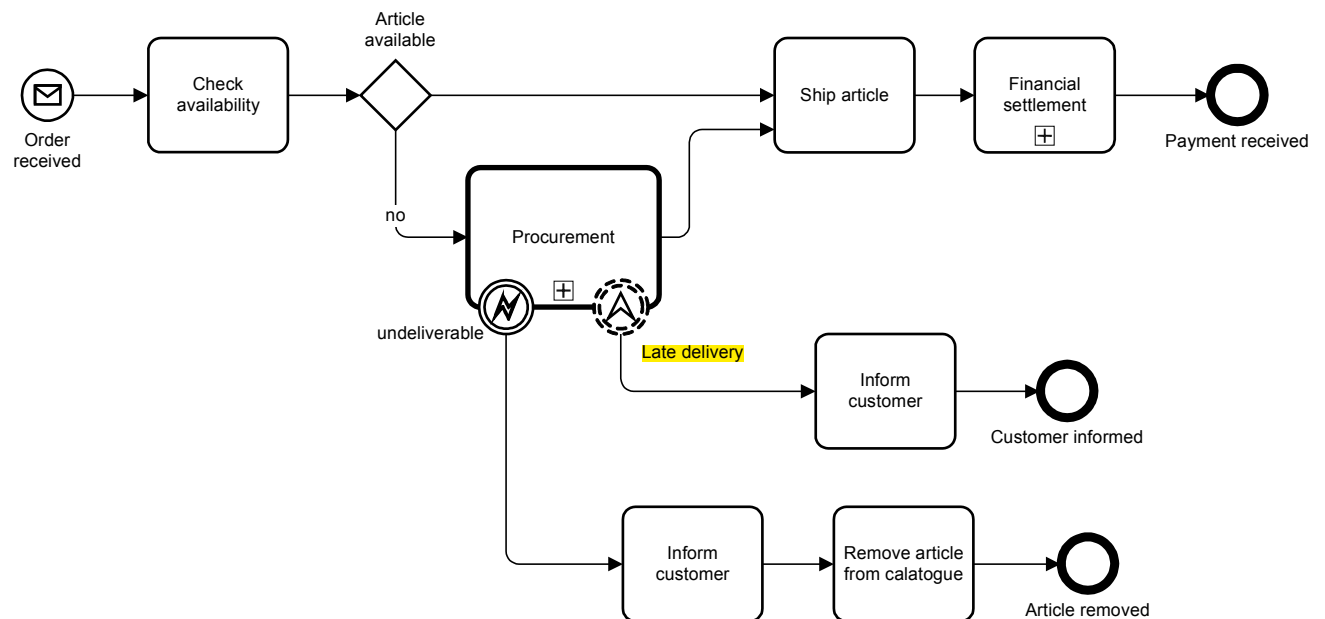 Article
available
Check
availability
Ship article
Financial
settlement
Order
received
Payment received
no
Procurement
undeliverable
Late delivery
Inform
customer
Customer informed
Inform
customer
Remove article
from calatogue
Article removed